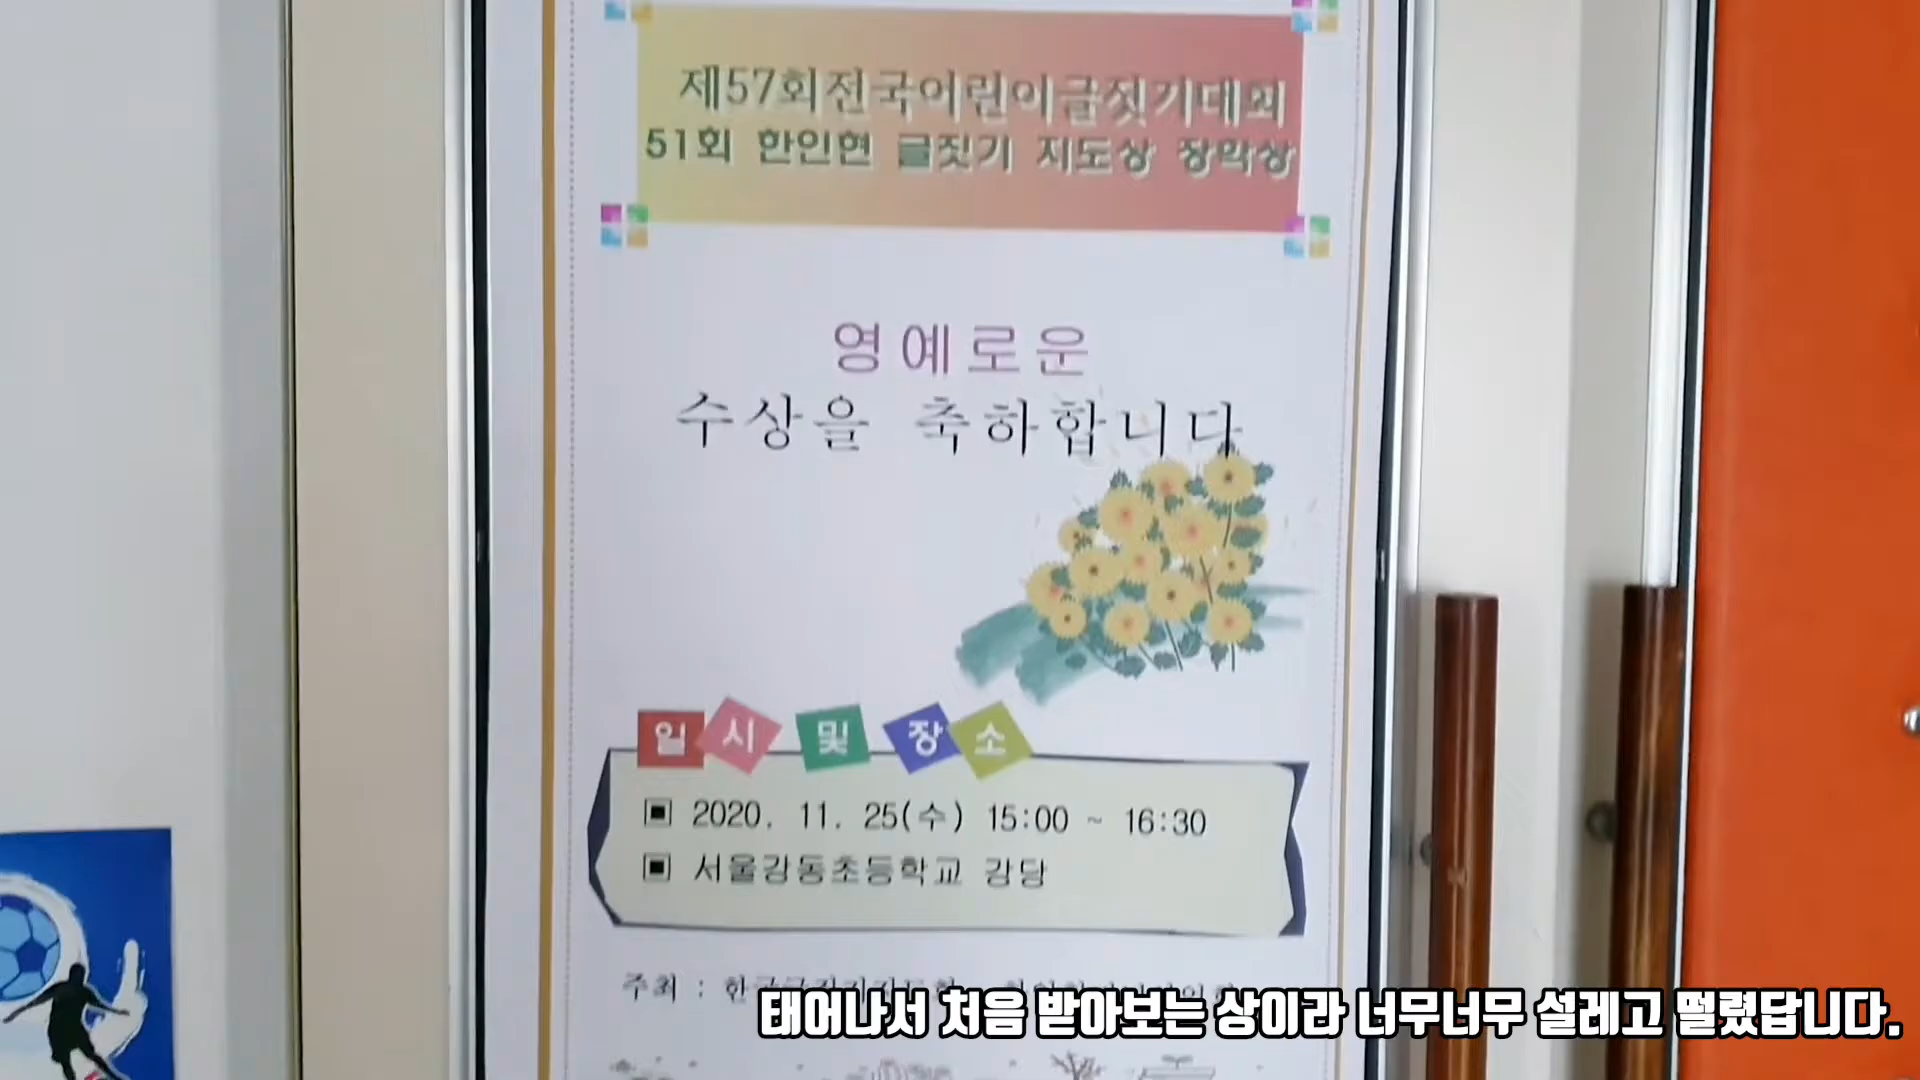 제57회전국어린이글짓기대회
51회 한인현 글짓기 지도상 장학상
영예로운
수상을 축하합니다
일시 및 장소
▣ 2020. 11. 25(수) 15:00 ~ 16:30
▣ 서울강동초등학교 강당
주최 :
태어나서 처음 받아보는 상이라 너무너무 설레고 떨렸답니다.